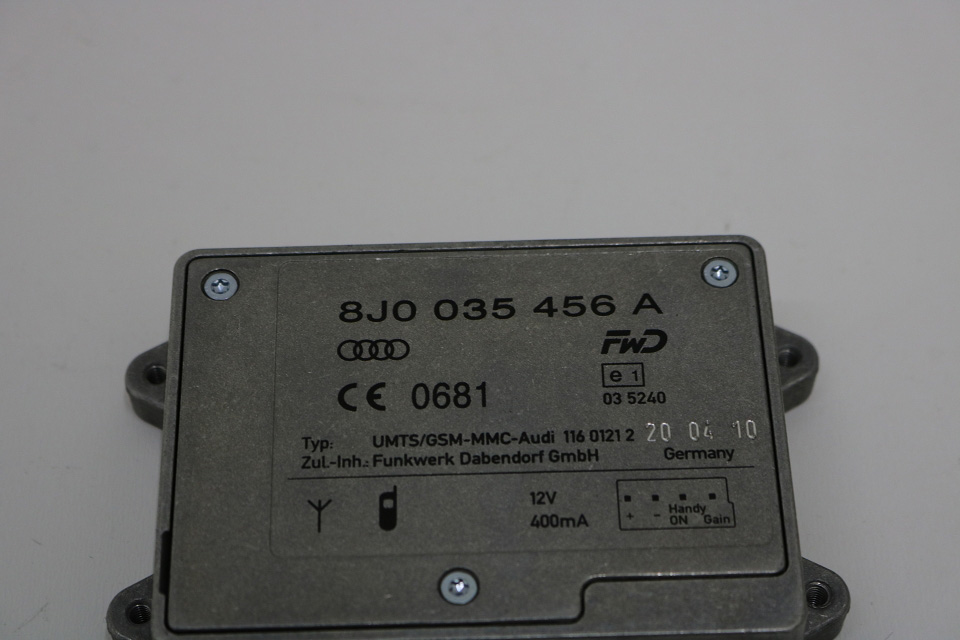 8J0 035 456 A
FWD
CE 0681
e 1
03 5240
Typ: UMTS/GSM-MMC-Audi 116 0121 2 20 04 10
Zul.-Inh.: Funkwerk Dabendorf GmbH Germany
12V
400mA
+ - Handy ON Gain